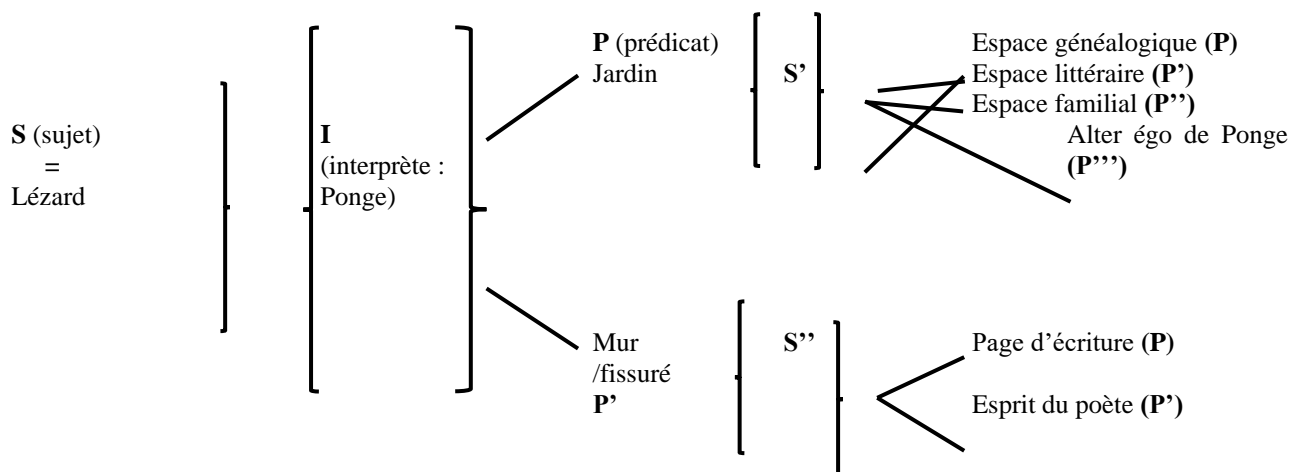 S (sujet)
=
Lézard
I
(interprète :
Ponge)
P (prédicat)
Jardin
S’
Espace généalogique (P)
Espace littéraire (P’)
Espace familial (P’’)
Alter égo de Ponge
(P’’’)
Mur
/fissuré
P’
S’’
Page d’écriture (P)
Esprit du poète (P’)